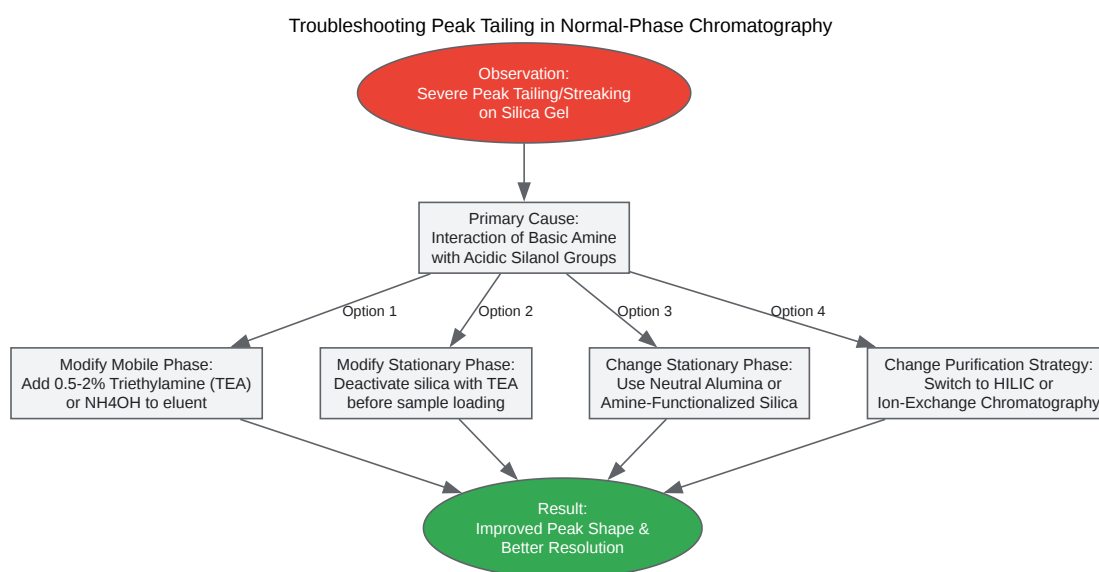 Troubleshooting Peak Tailing in Normal-Phase Chromatography
Observation:
Severe Peak Tailing/Streaking
on Silica Gel
Primary Cause:
Interaction of Basic Amine
with Acidic Silanol Groups
Option 1
Option 2
Option 3
Option 4
Modify Mobile Phase:
Add 0.5-2% Triethylamine (TEA)
or NH4OH to eluent
Modify Stationary Phase:
Deactivate silica with TEA
before sample loading
Change Stationary Phase:
Use Neutral Alumina or
Amine-Functionalized Silica
Change Purification Strategy:
Switch to HILIC or
Ion-Exchange Chromatography
Result:
Improved Peak Shape &
Better Resolution